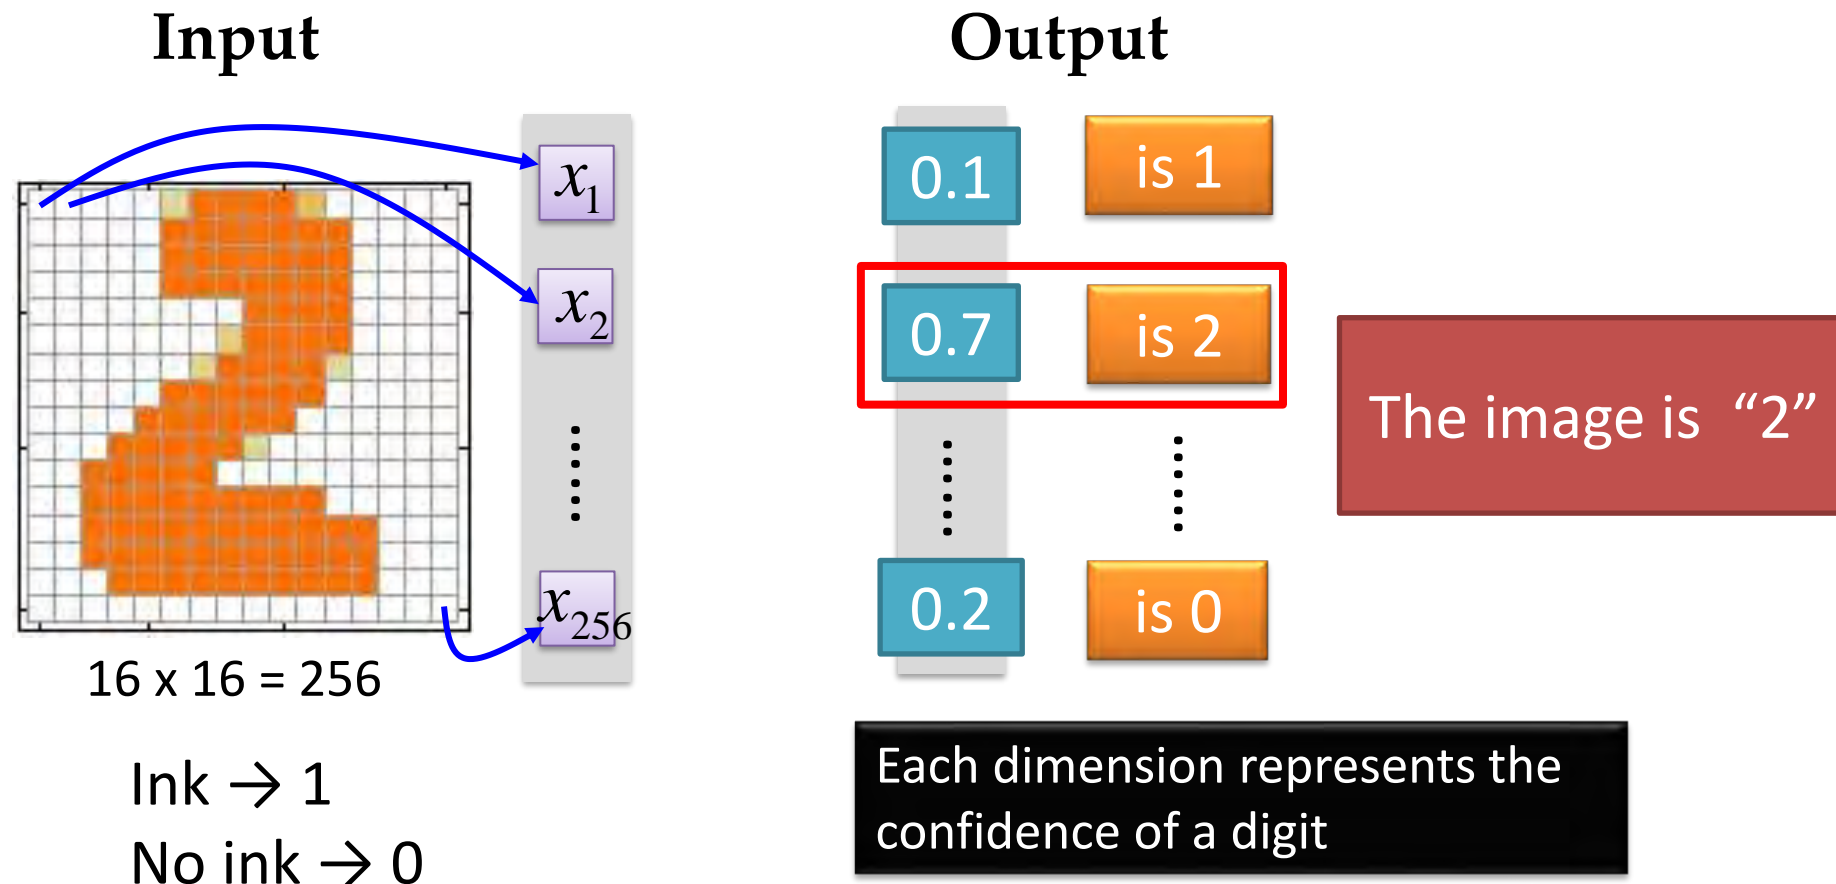 Input
x1
x2
x256
16 x 16 = 256
Ink → 1
No ink → 0
Output
0.1 is 1
0.7 is 2
0.2 is 0
The image is “2”
Each dimension represents the
confidence of a digit